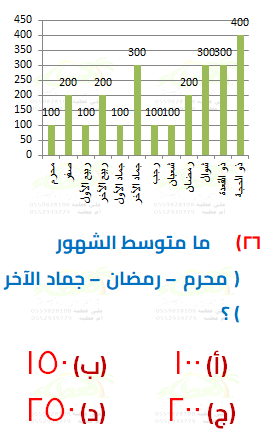 450
400
350
300
250
200
150
100
50
0
100 200 100 200 100 300 100 100 200 300 300 400
محرم
صفر
ربيع الأول
ربيع الآخر
جماد الأول
جماد الآخر
رجب
شعبان
رمضان
شوال
ذو القعدة
ذو الحجة
٢٦) ما متوسط الشهور
( محرم – رمضان – جماد الآخر
) ؟
(أ) ١٠٠ (ب) ١٥٠
(ج) ٢٠٠ (د) ٢٥٠